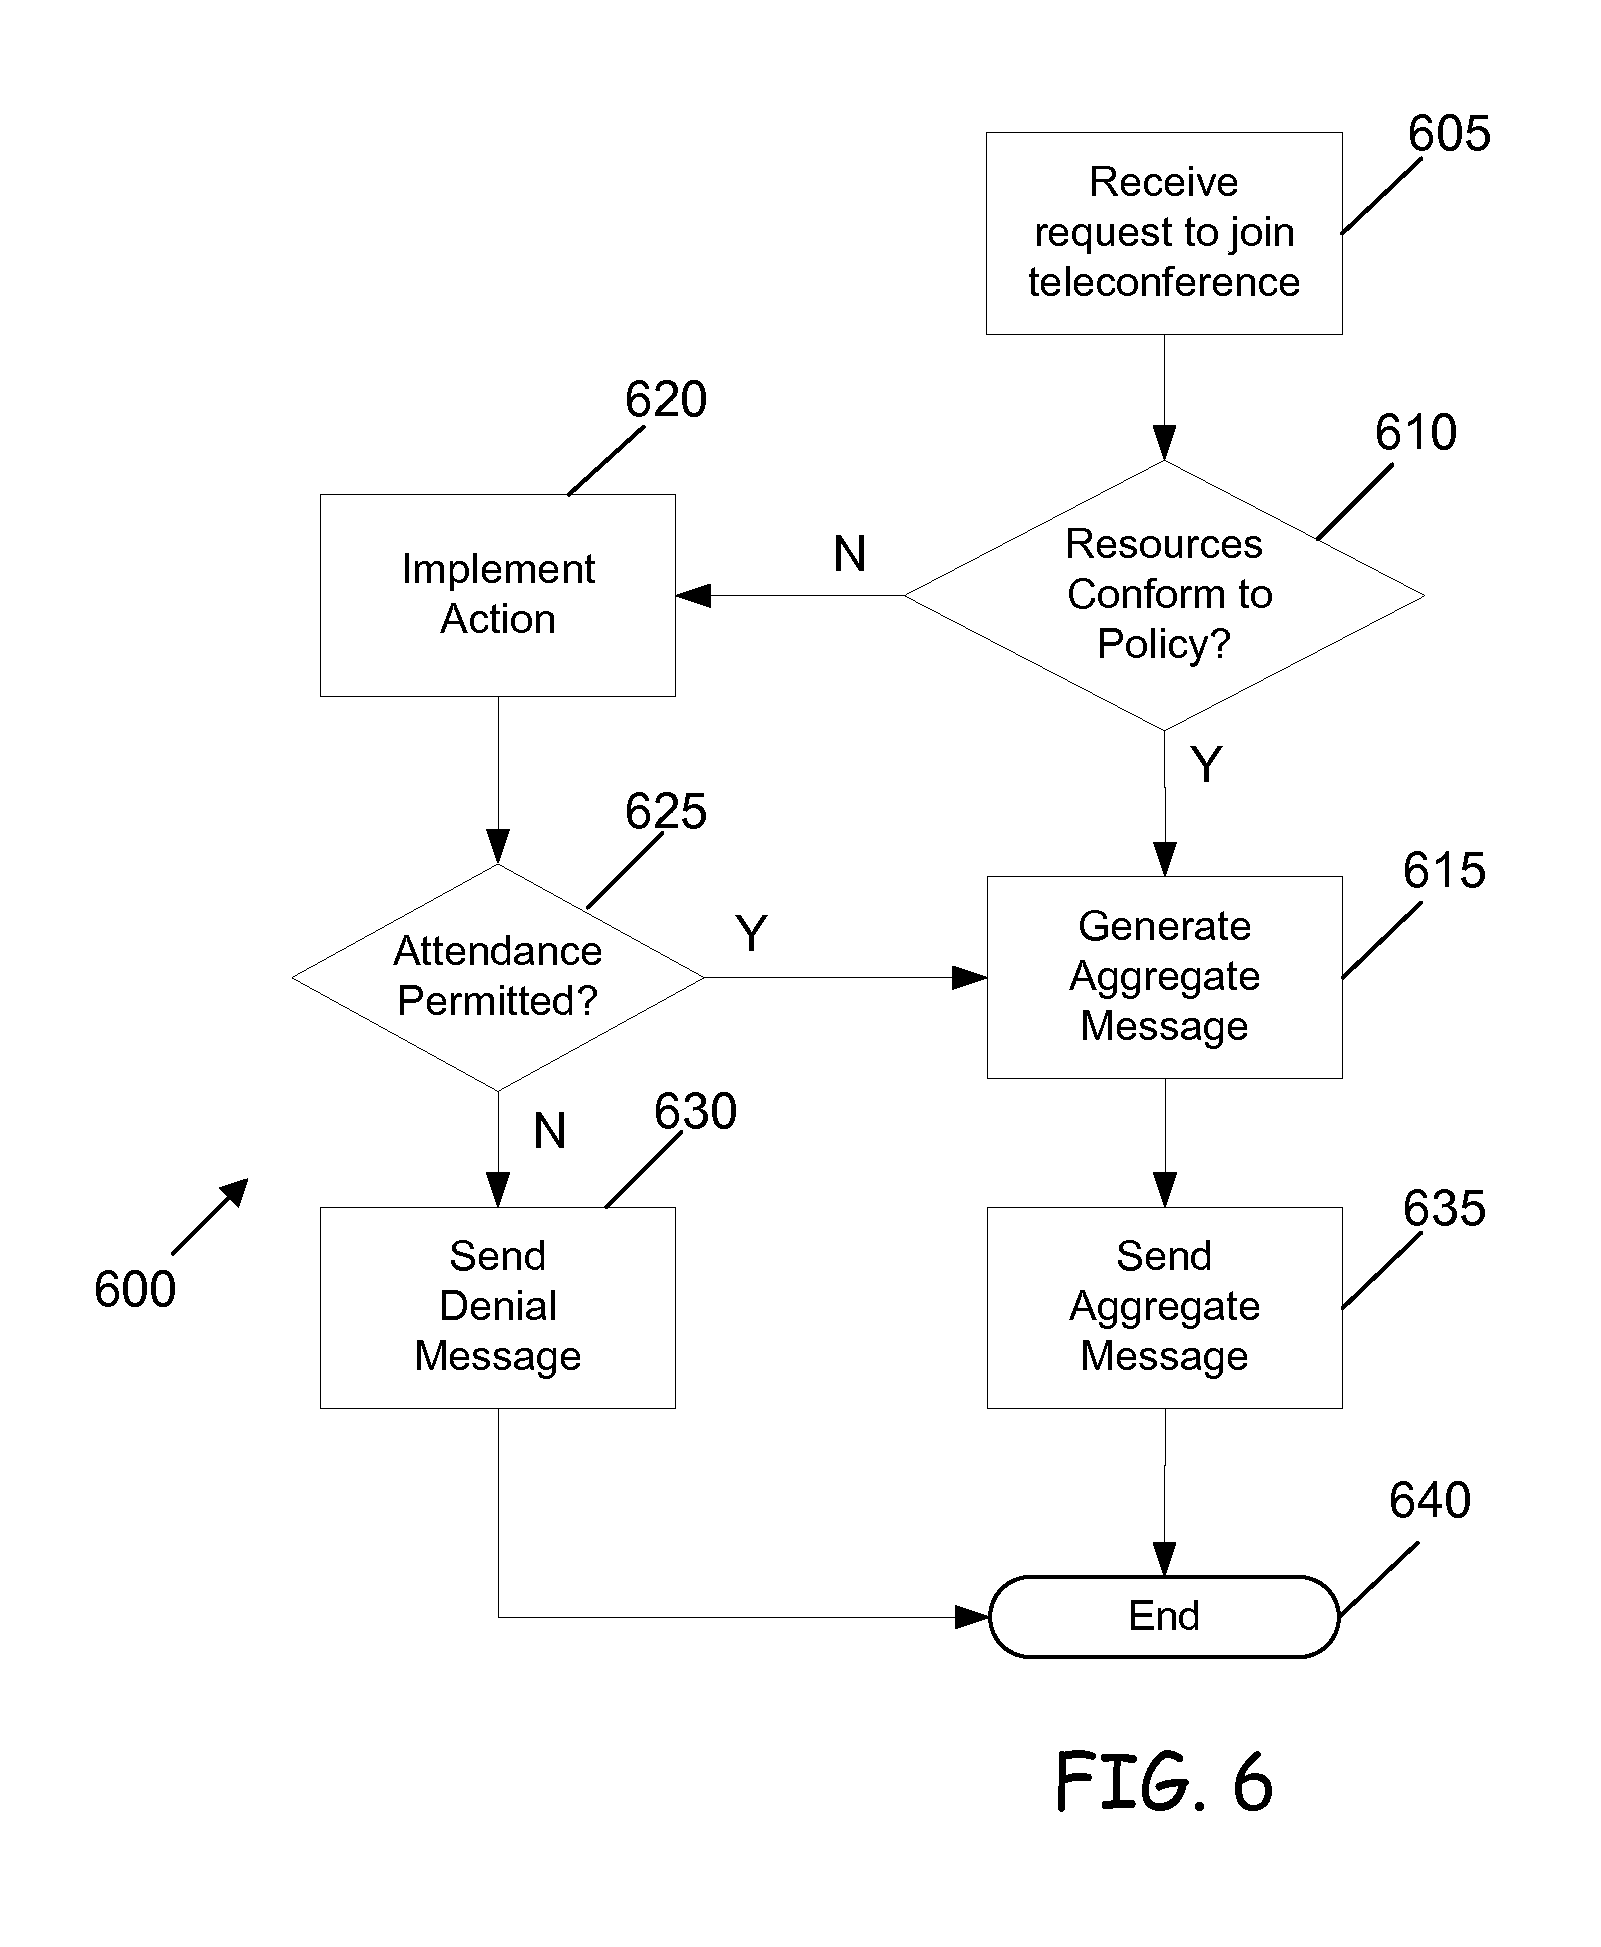 605
Receive
request to join
teleconference
620
610
Implement
Action
N
Resources
Conform to
Policy?
Y
625
615
Attendance
Permitted?
Y
Generate
Aggregate
Message
N
630
635
600
Send
Denial
Message
Send
Aggregate
Message
640
End
FIG. 6